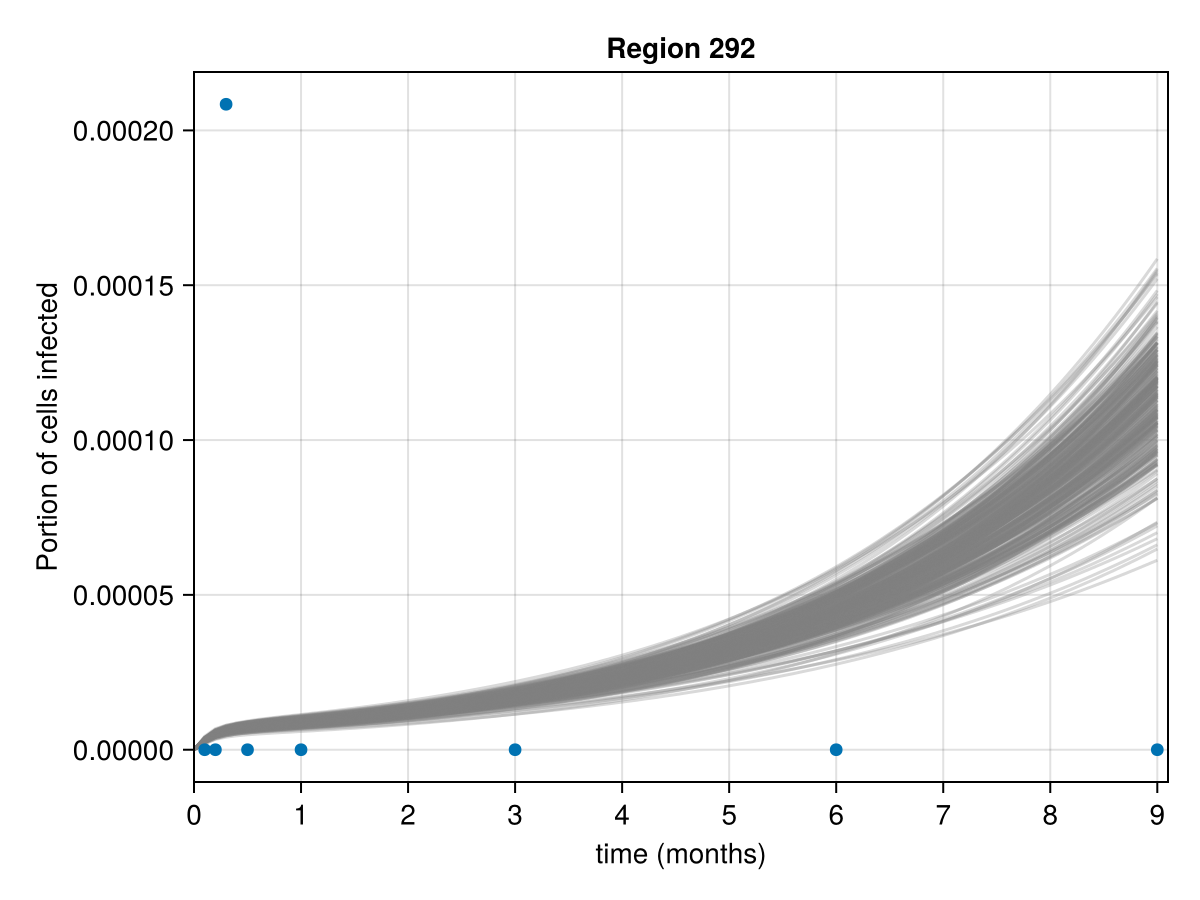 Region 292
0.00020
0.00015
0.00010
0.00005
0.00000
Portion of cells infected
0 1 2 3 4 5 6 7 8 9
time (months)